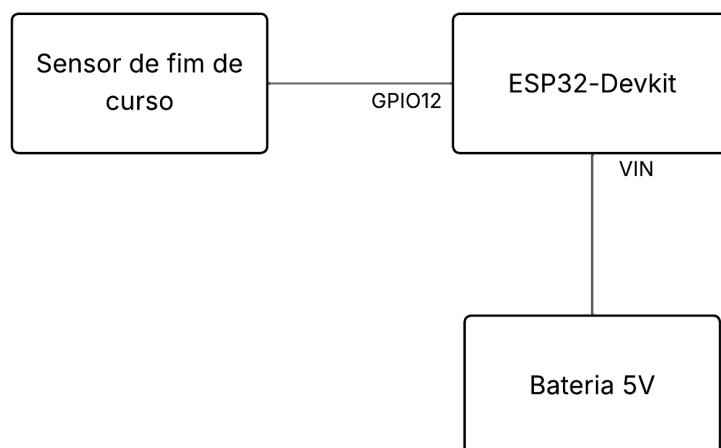 Sensor de fim de
curso
GPIO12
ESP32-Devkit
VIN
Bateria 5V